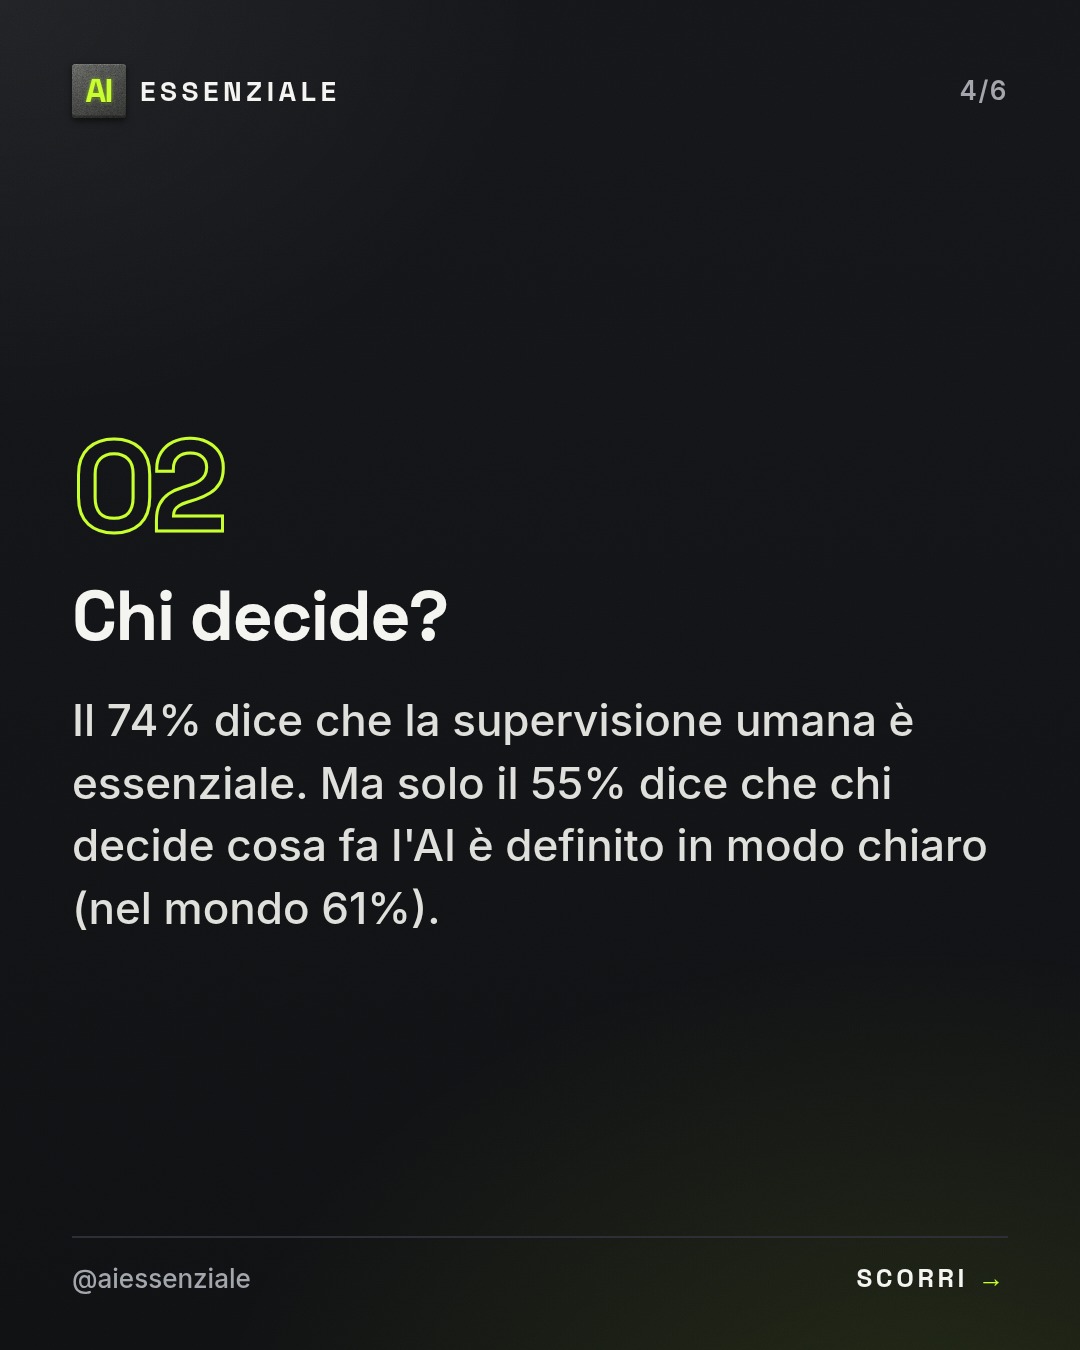 AI ESSENZIALE
4/6
02
Chi decide?
Il 74% dice che la supervisione umana è
essenziale. Ma solo il 55% dice che chi
decide cosa fa l'AI è definito in modo chiaro
(nel mondo 61%).
@aiessenziale
SCORRI →